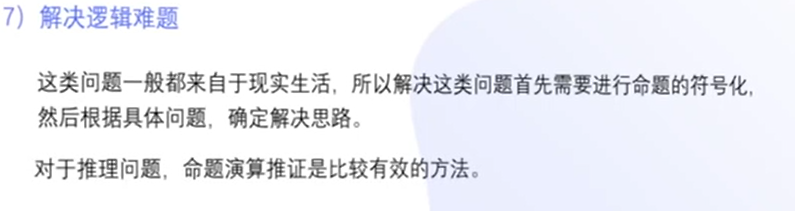 7）解决逻辑难题
这类问题一般都来自于现实生活，所以解决这类问题首先需要进行命题的符号化，
然后根据具体问题，确定解决思路。
对于推理问题，命题演算推证是比较有效的方法。